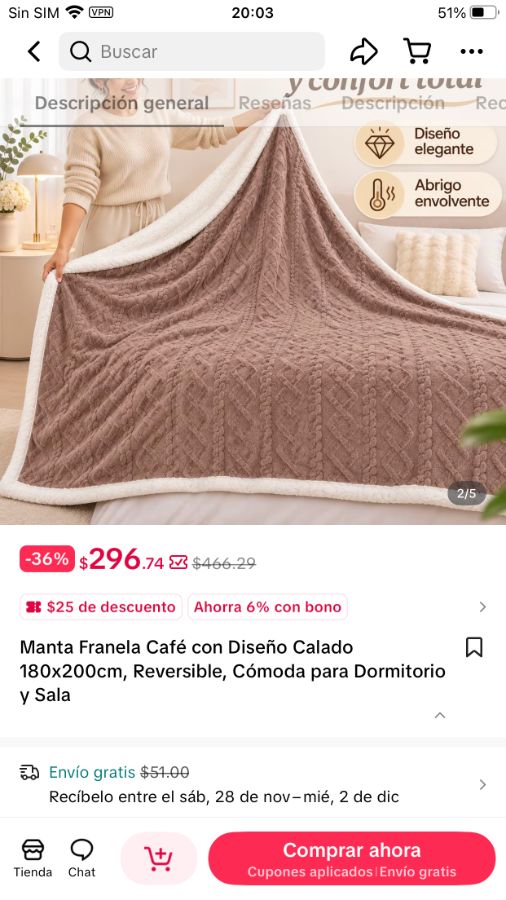 Sin SIM VPN 20:03 51%
Buscar
y confort total
Descripción general Reseñas Descripción
Diseño
elegante
Abrigo
envolvente
2/5
-36% $296.74 $466.29
$25 de descuento Ahorra 6% con bono
Manta Franela Café con Diseño Calado
180x200cm, Reversible, Cómoda para Dormitorio
y Sala
Envío gratis $51.00
Recíbelo entre el sáb, 28 de nov–mié, 2 de dic
Tienda Chat
Comprar ahora
Cupones aplicados | Envío gratis